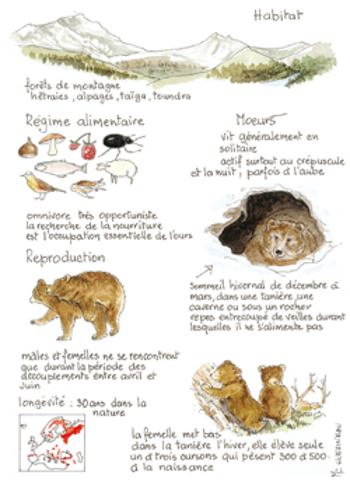 Habitat
forêts de montagne
hêtraies, alpages, taïga, toundra
Régime alimentaire
omnivore très opportuniste
la recherche de la nourriture
est l'occupation essentielle de l'ours
Moeurs
vit généralement en
solitaire
actif surtout au crépuscule
et la nuit, parfois à l'aube
sommeil hivernal de décembre à
mars, dans une tanière, une
caverne ou sous un rocher
repos entrecoupé de veilles durant
lesquelles il ne s'alimente pas
Reproduction
mâles et femelles ne se rencontrent
que durant la période des
accouplements entre avril et
juin
longévité : 30 ans dans la
nature
la femelle met bas
dans la tanière l'hiver, elle élève seule
un à trois oursons qui pèsent 300 à 500
à la naissance